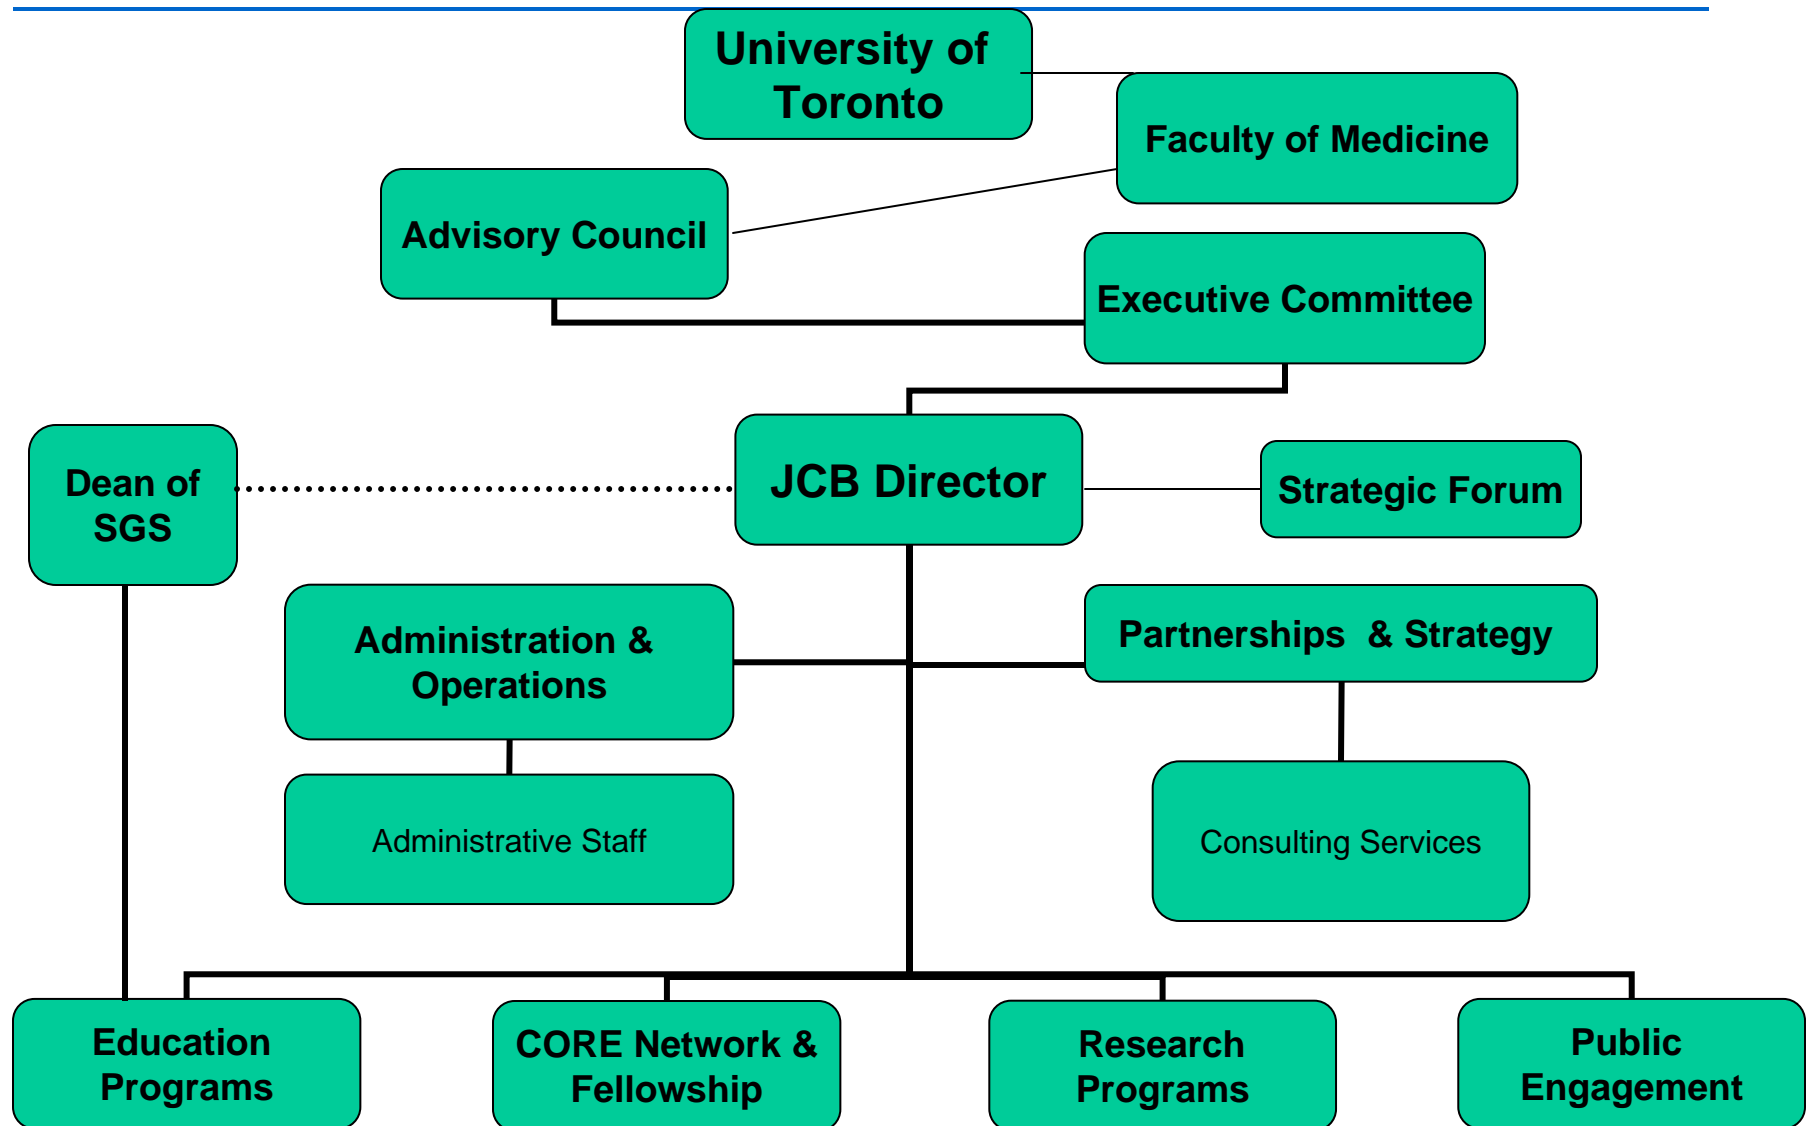 University of
Toronto
Faculty of Medicine
Advisory Council
Executive Committee
Dean of
SGS
JCB Director
Strategic Forum
Administration &
Operations
Partnerships & Strategy
Administrative Staff
Consulting Services
Education
Programs
CORE Network &
Fellowship
Research
Programs
Public
Engagement